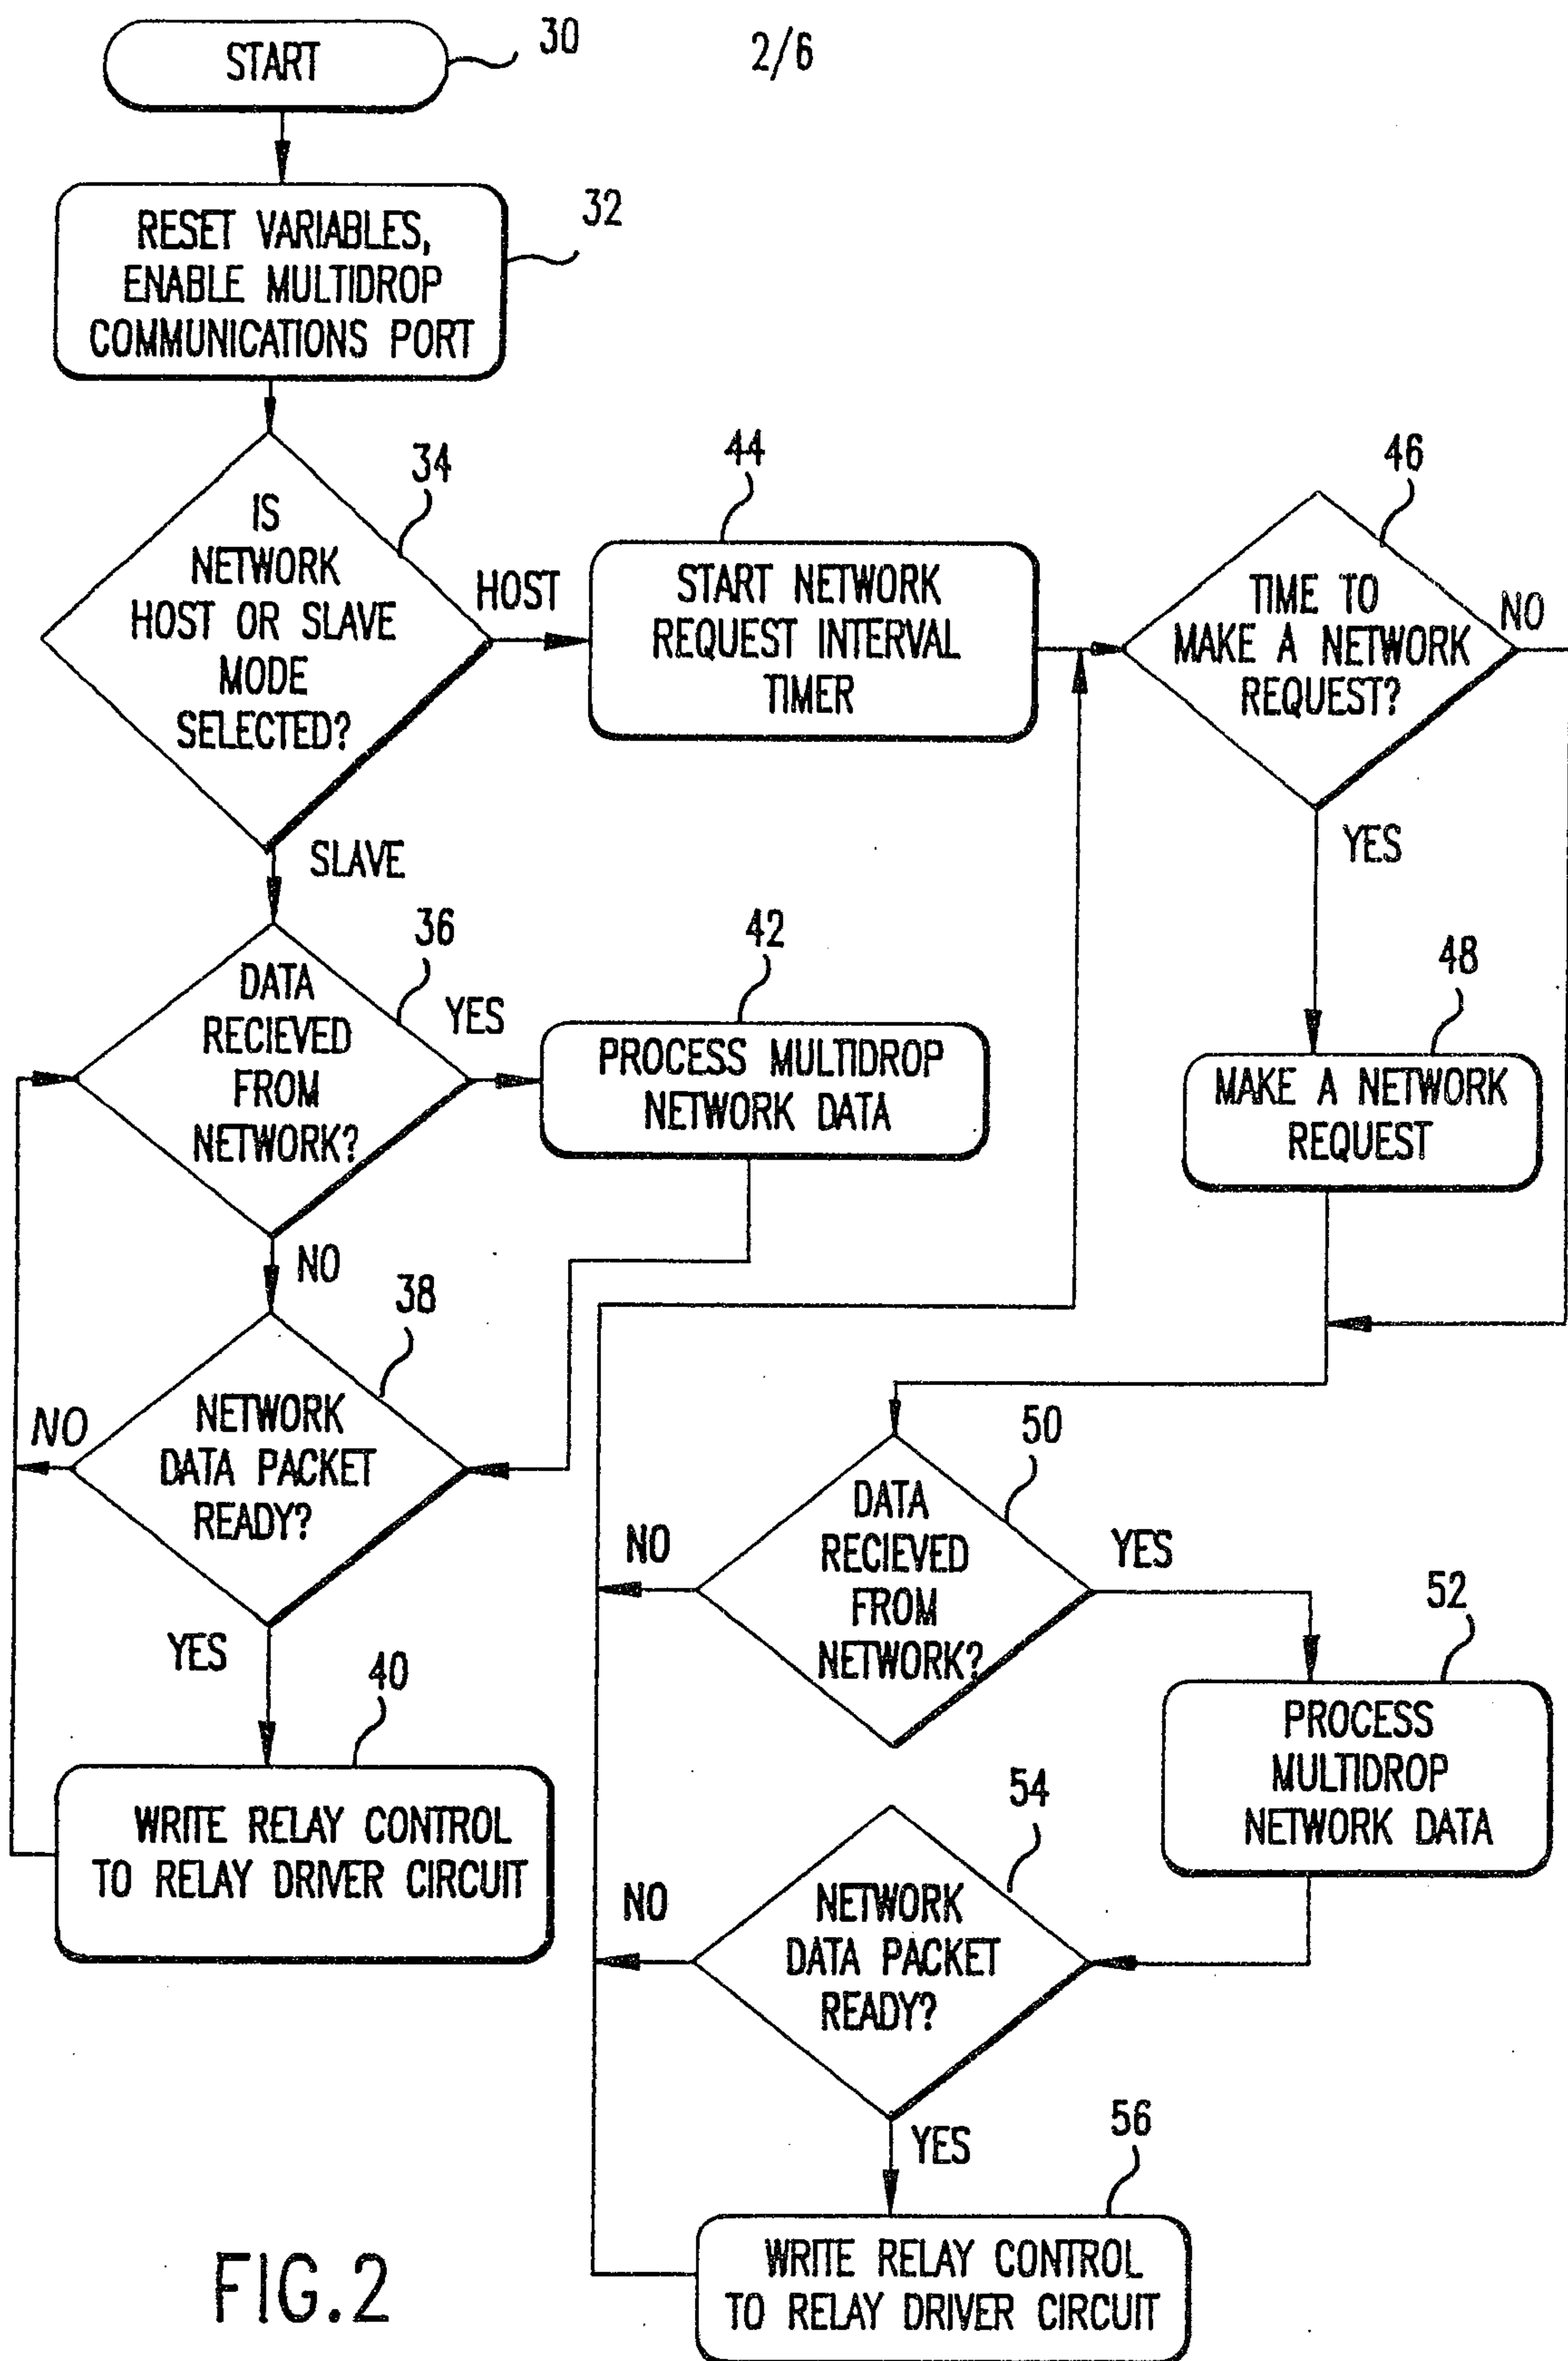 START
30
2/6
RESET VARIABLES,
ENABLE MULTIDROP
COMMUNICATIONS PORT
32
IS
NETWORK
HOST OR SLAVE
MODE
SELECTED?
34
HOST
SLAVE
START NETWORK
REQUEST INTERVAL
TIMER
44
TIME TO
MAKE A NETWORK
REQUEST?
46
NO
YES
DATA
RECIEVED
FROM
NETWORK?
36
YES
NO
PROCESS MULTIDROP
NETWORK DATA
42
MAKE A NETWORK
REQUEST
48
NETWORK
DATA PACKET
READY?
38
NO
YES
DATA
RECIEVED
FROM
NETWORK?
50
NO
YES
PROCESS
MULTIDROP
NETWORK DATA
52
WRITE RELAY CONTROL
TO RELAY DRIVER CIRCUIT
40
NETWORK
DATA PACKET
READY?
54
NO
YES
WRITE RELAY CONTROL
TO RELAY DRIVER CIRCUIT
56
FIG.2